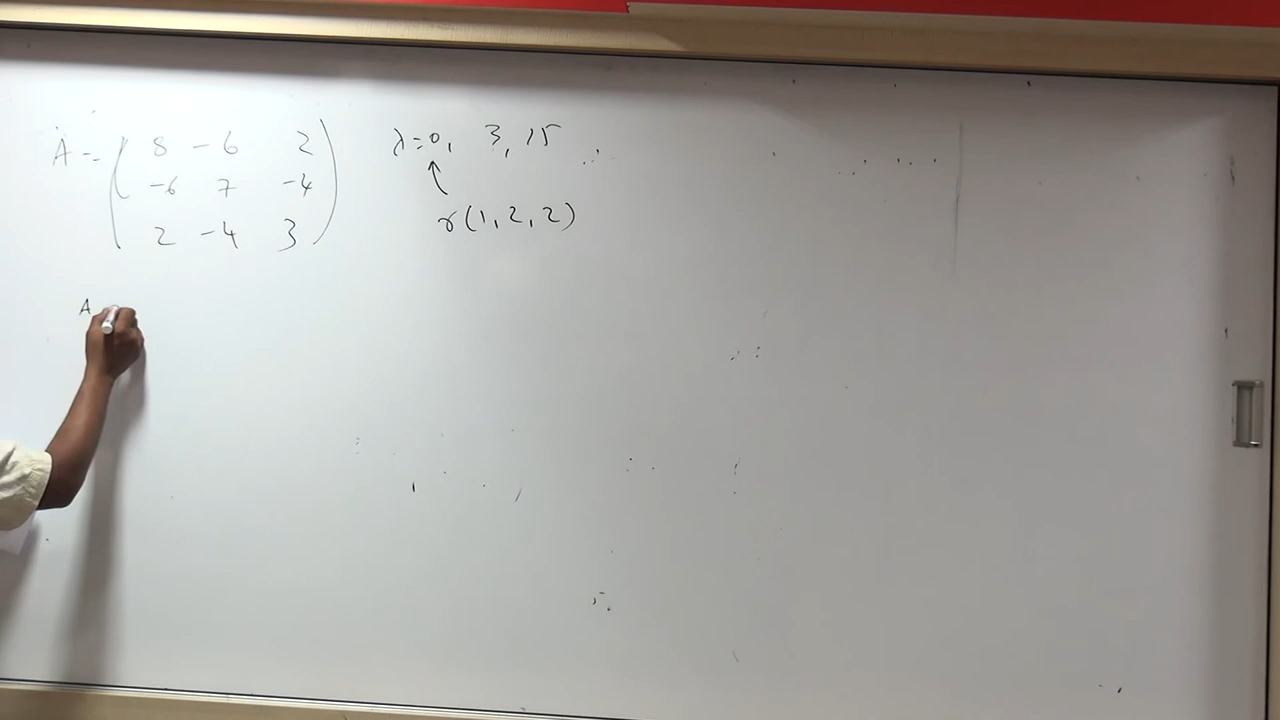 A = ( 8 -6 2 λ = 0, 3, 15
-6 7 -4
2 -4 3 ) γ(1, 2, 2)
A